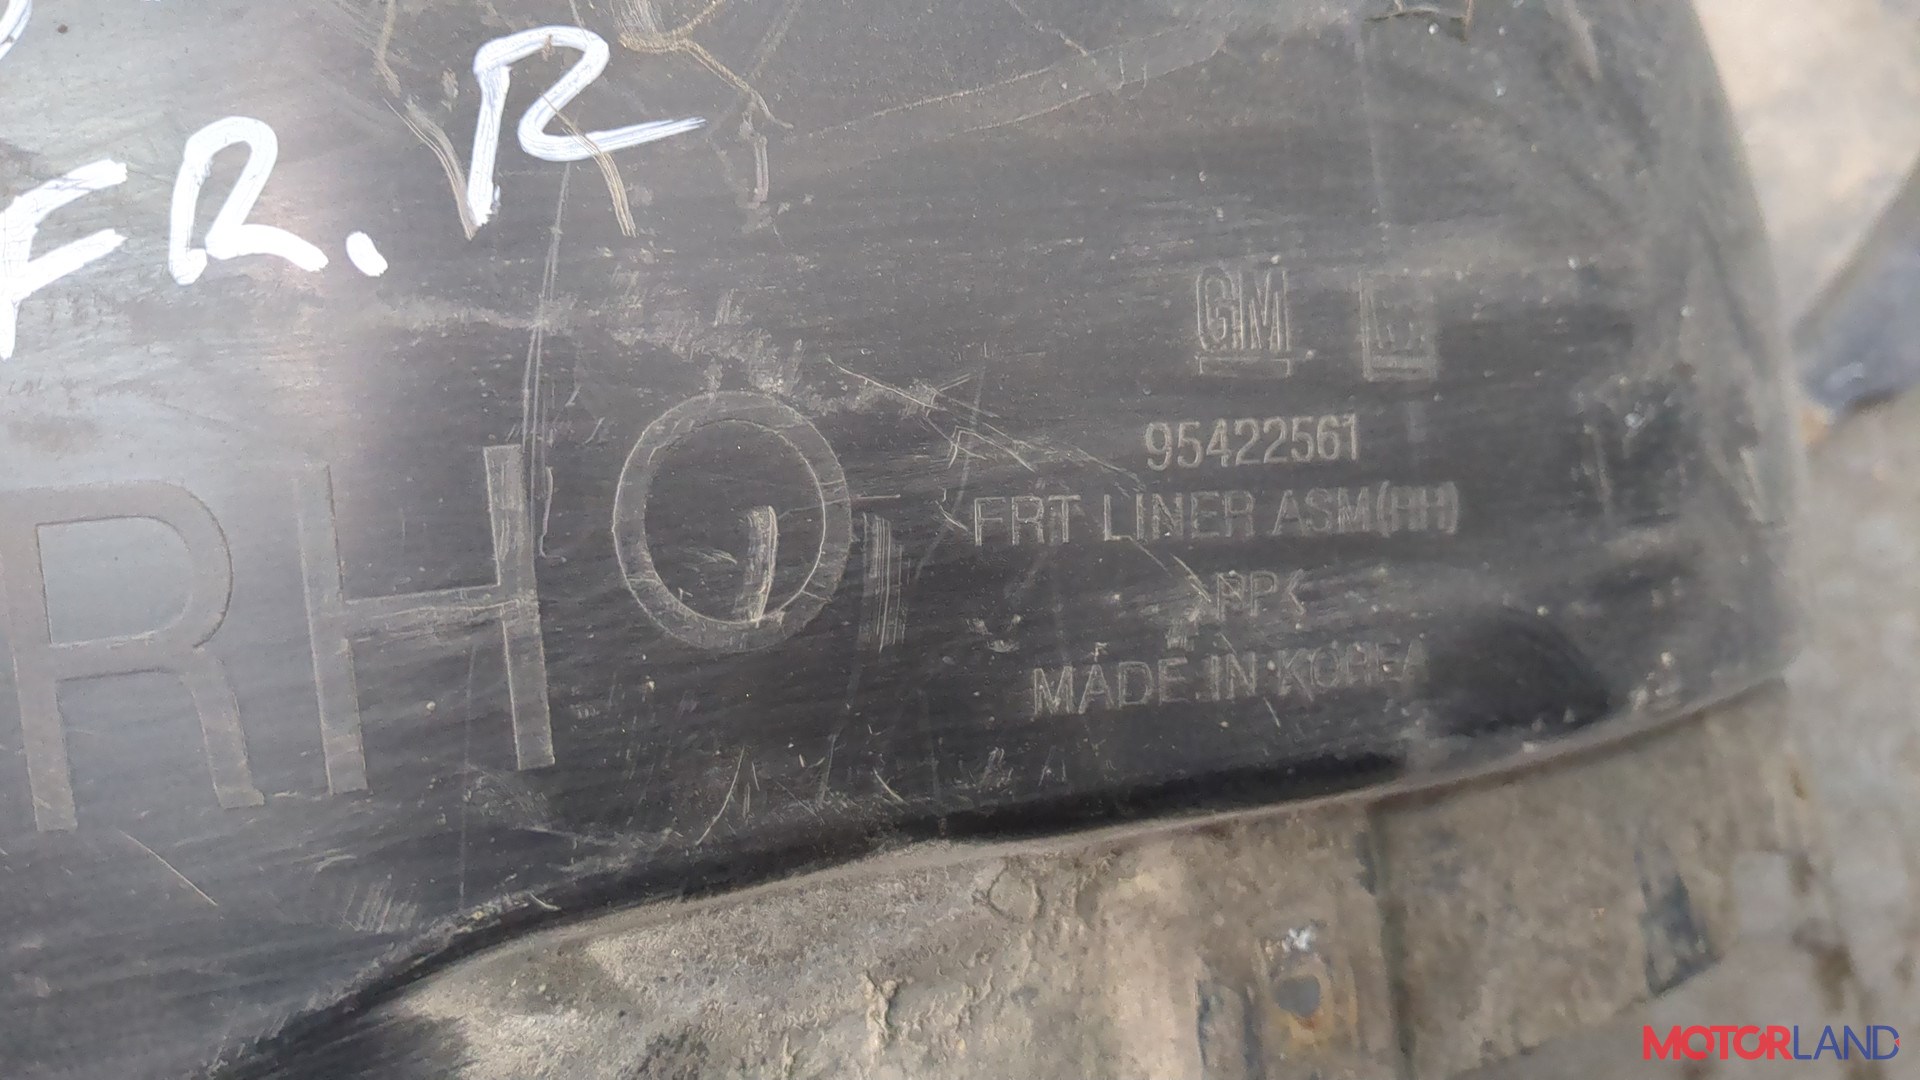 FR. R
RH
GM
95422561
FRT LINER ASM(RH)
>PP<
MADE IN KOREA
MOTORLAND